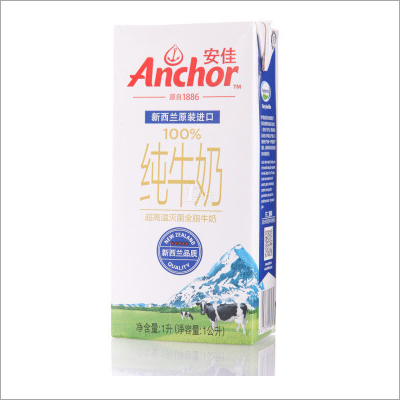 安佳
Anchor™
源自1886
新西兰原装进口
100%
纯牛奶
超高温灭菌全脂牛奶
NEW ZEALAND
新西兰品质
QUALITY
净含量:1升 (淨容量:1公升)